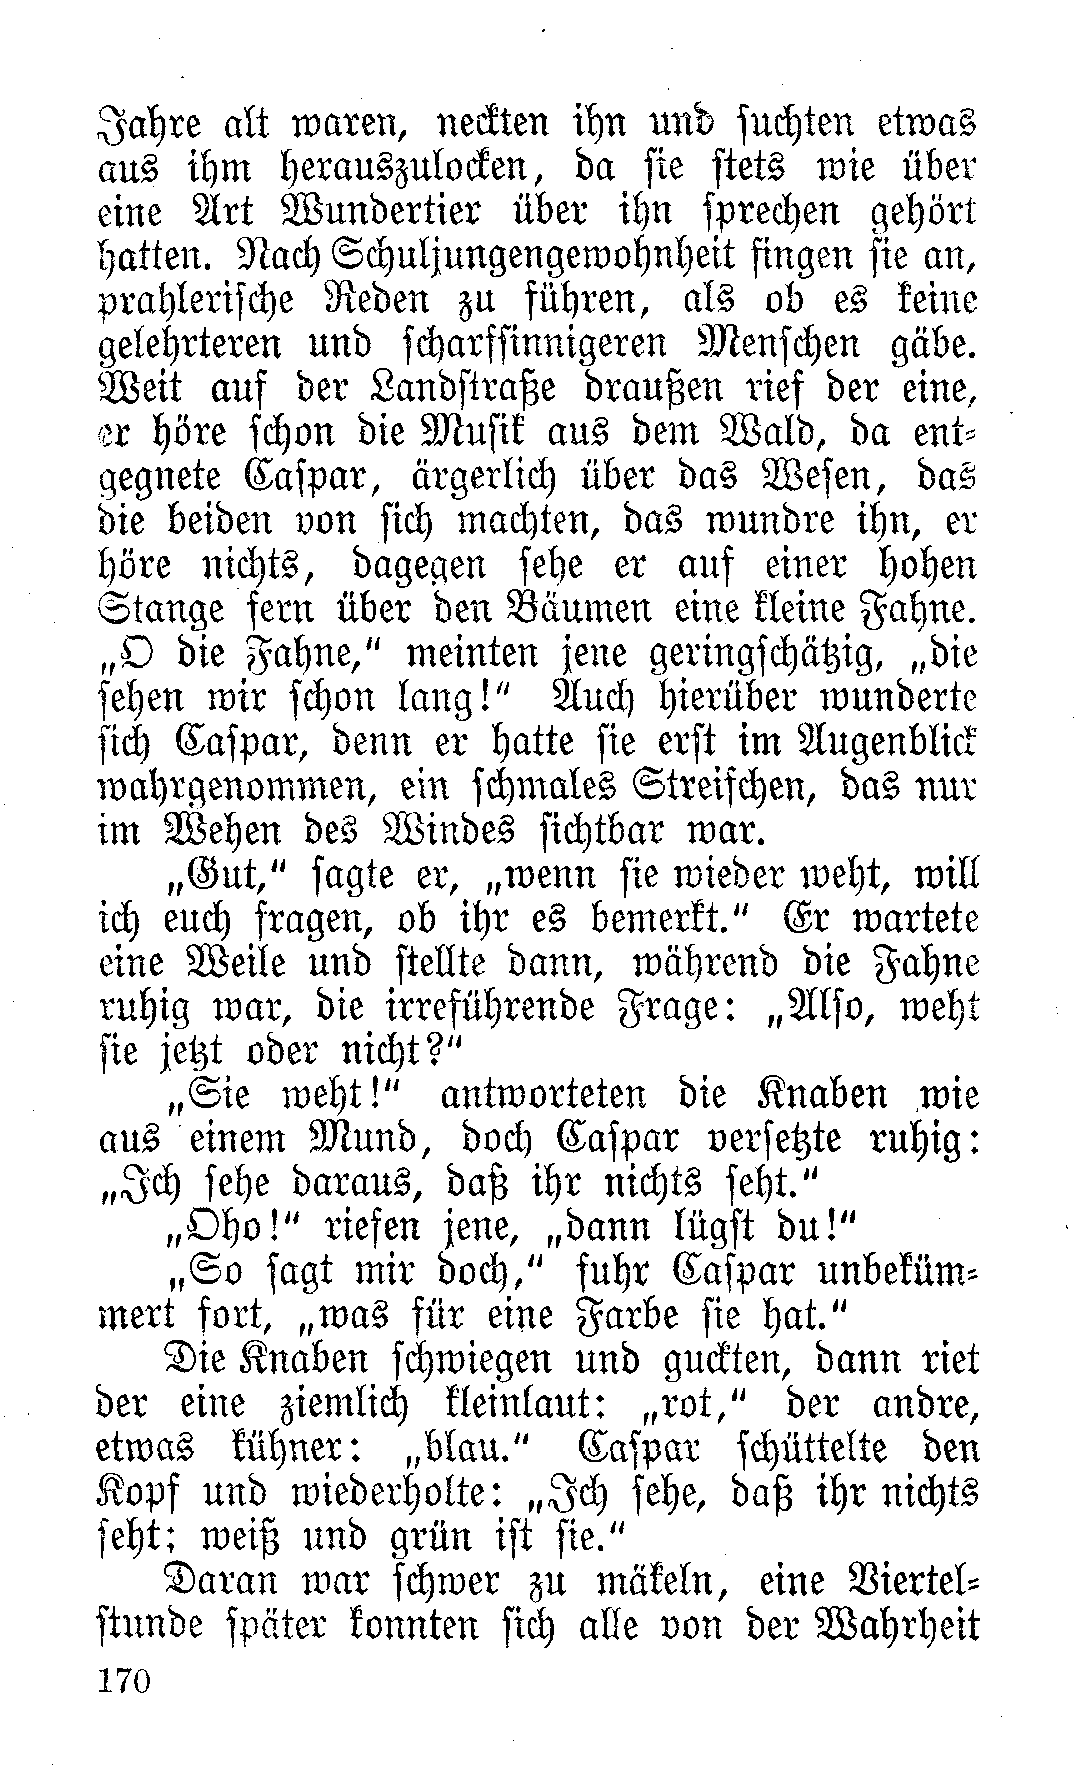 Jahre alt waren, neckten ihn und suchten etwas
aus ihm herauszulocken, da sie stets wie über
eine Art Wundertier über ihn sprechen gehört
hatten. Nach Schuljungengewohnheit fingen sie an,
prahlerische Reden zu führen, als ob es keine
gelehrteren und scharfsinnigeren Menschen gäbe.
Weit auf der Landstraße draußen rief der eine,
er höre schon die Musik aus dem Wald, da ent-
gegnete Caspar, ärgerlich über das Wesen, das
die beiden von sich machten, das wundre ihn, er
höre nichts, dagegen sehe er auf einer hohen
Stange fern über den Bäumen eine kleine Fahne.
„O die Fahne,“ meinten jene geringschätzig, „die
sehen wir schon lang!“ Auch hierüber wunderte
sich Caspar, denn er hatte sie erst im Augenblick
wahrgenommen, ein schmales Streifchen, das nur
im Wehen des Windes sichtbar war.
„Gut,“ sagte er, „wenn sie wieder weht, will
ich euch fragen, ob ihr es bemerkt.“ Er wartete
eine Weile und stellte dann, während die Fahne
ruhig war, die irreführende Frage: „Also, weht
sie jetzt oder nicht?“
„Sie weht!“ antworteten die Knaben wie
aus einem Mund, doch Caspar versetzte ruhig:
„Ich sehe daraus, daß ihr nichts seht.“
„Oho!“ riefen jene, „dann lügst du!“
„So sagt mir doch,“ fuhr Caspar unbeküm-
mert fort, „was für eine Farbe sie hat.“
Die Knaben schwiegen und guckten, dann riet
der eine ziemlich kleinlaut: „rot,“ der andre,
etwas kühner: „blau.“ Caspar schüttelte den
Kopf und wiederholte: „Ich sehe, daß ihr nichts
seht; weiß und grün ist sie.“
Daran war schwer zu mäkeln, eine Viertel-
stunde später konnten sich alle von der Wahrheit
170